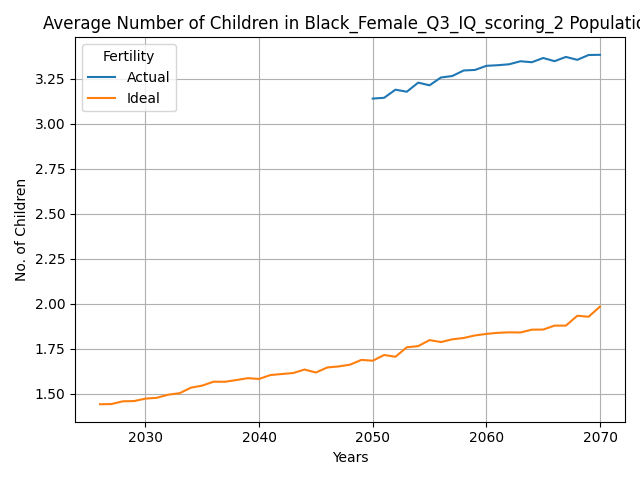 Average Number of Children in Black_Female_Q3_IQ_scoring_2 Populatio
Fertility
Actual
Ideal
No. of Children
3.25
3.00
2.75
2.50
2.25
2.00
1.75
1.50
2030 2040 2050 2060 2070
Years